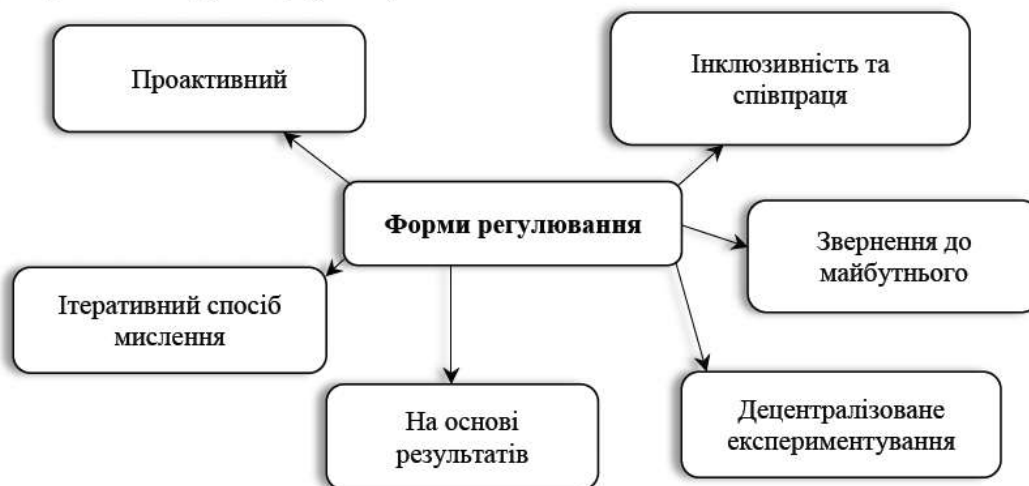 Проактивний
Інклюзивність та
співпраця
Форми регулювання
Звернення до
майбутнього
Ітеративний спосіб
мислення
На основі
результатів
Децентралізоване
експериментування